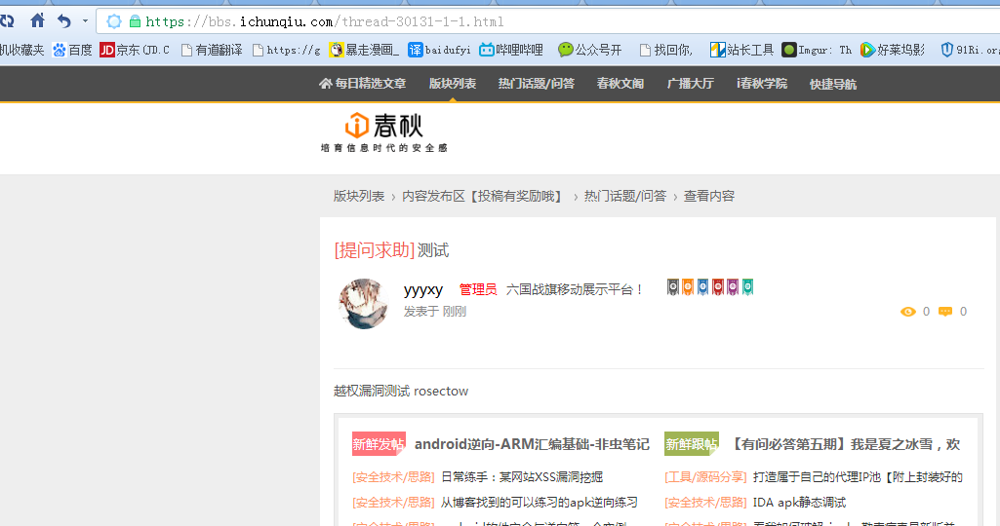 https://bbs.ichunqiu.com/thread-30131-1-1.html
机收藏夹 百度 JD 京东(JD.C 有道翻译 https://g 暴走漫画_ 译 baidufyi 哔哩哔哩 公众号开 找回你, 站长工具 Imgur: Th 好莱坞影 91Ri.org
每日精选文章 版块列表 热门话题/问答 春秋文阁 广播大厅 i春秋学院 快捷导航
春秋
培育信息时代的安全感
版块列表 › 内容发布区【投稿有奖励哦】 › 热门话题/问答 › 查看内容
[提问求助] 测试
yyyxy 管理员 六国战旗移动展示平台！
发表于 刚刚 0 0
越权漏洞测试 rosectow
新鲜发帖 android逆向-ARM汇编基础-非虫笔记 新鲜跟帖 【有问必答第五期】我是夏之冰雪，欢
[安全技术/思路] 日常练手：某网站XSS漏洞挖掘 [工具/源码分享] 打造属于自己的代理IP池【附上封装好的
[安全技术/思路] 从博客找到的可以练习的apk逆向练习 [安全技术/思路] IDA apk静态调试